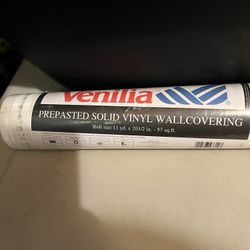 Venilia
PREPASTED SOLID VINYL WALLCOVERING
Roll size 11 yd. x 20 1/2 in. - 57 sq.ft.